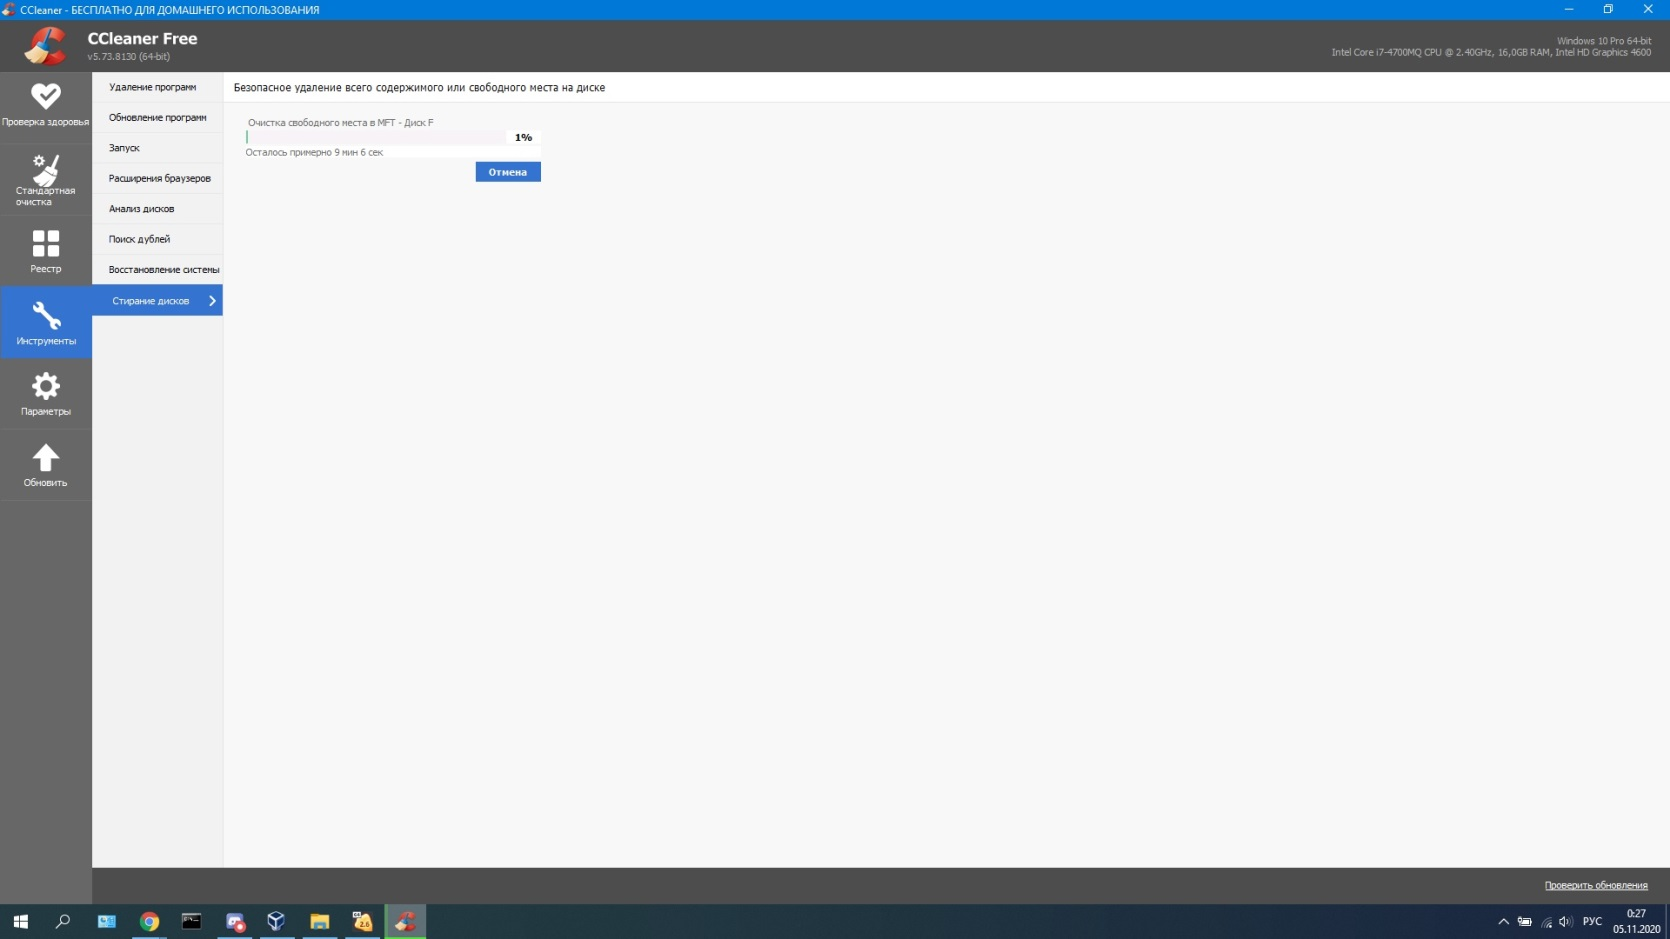 CCleaner - БЕСПЛАТНО ДЛЯ ДОМАШНЕГО ИСПОЛЬЗОВАНИЯ
CCleaner Free
v5.73.8130 (64-bit)
Windows 10 Pro 64-bit
Intel Core i7-4700MQ CPU @ 2.40GHz, 16,0GB RAM, Intel HD Graphics 4600
Проверка здоровья
Стандартная
очистка
Реестр
Инструменты
Параметры
Обновить
Удаление программ
Обновление программ
Запуск
Расширения браузеров
Анализ дисков
Поиск дублей
Восстановление системы
Стирание дисков
Безопасное удаление всего содержимого или свободного места на диске
Очистка свободного места в MFT - Диск F
1%
Осталось примерно 9 мин 6 сек
Отмена
Проверить обновления
РУС
0:27
05.11.2020